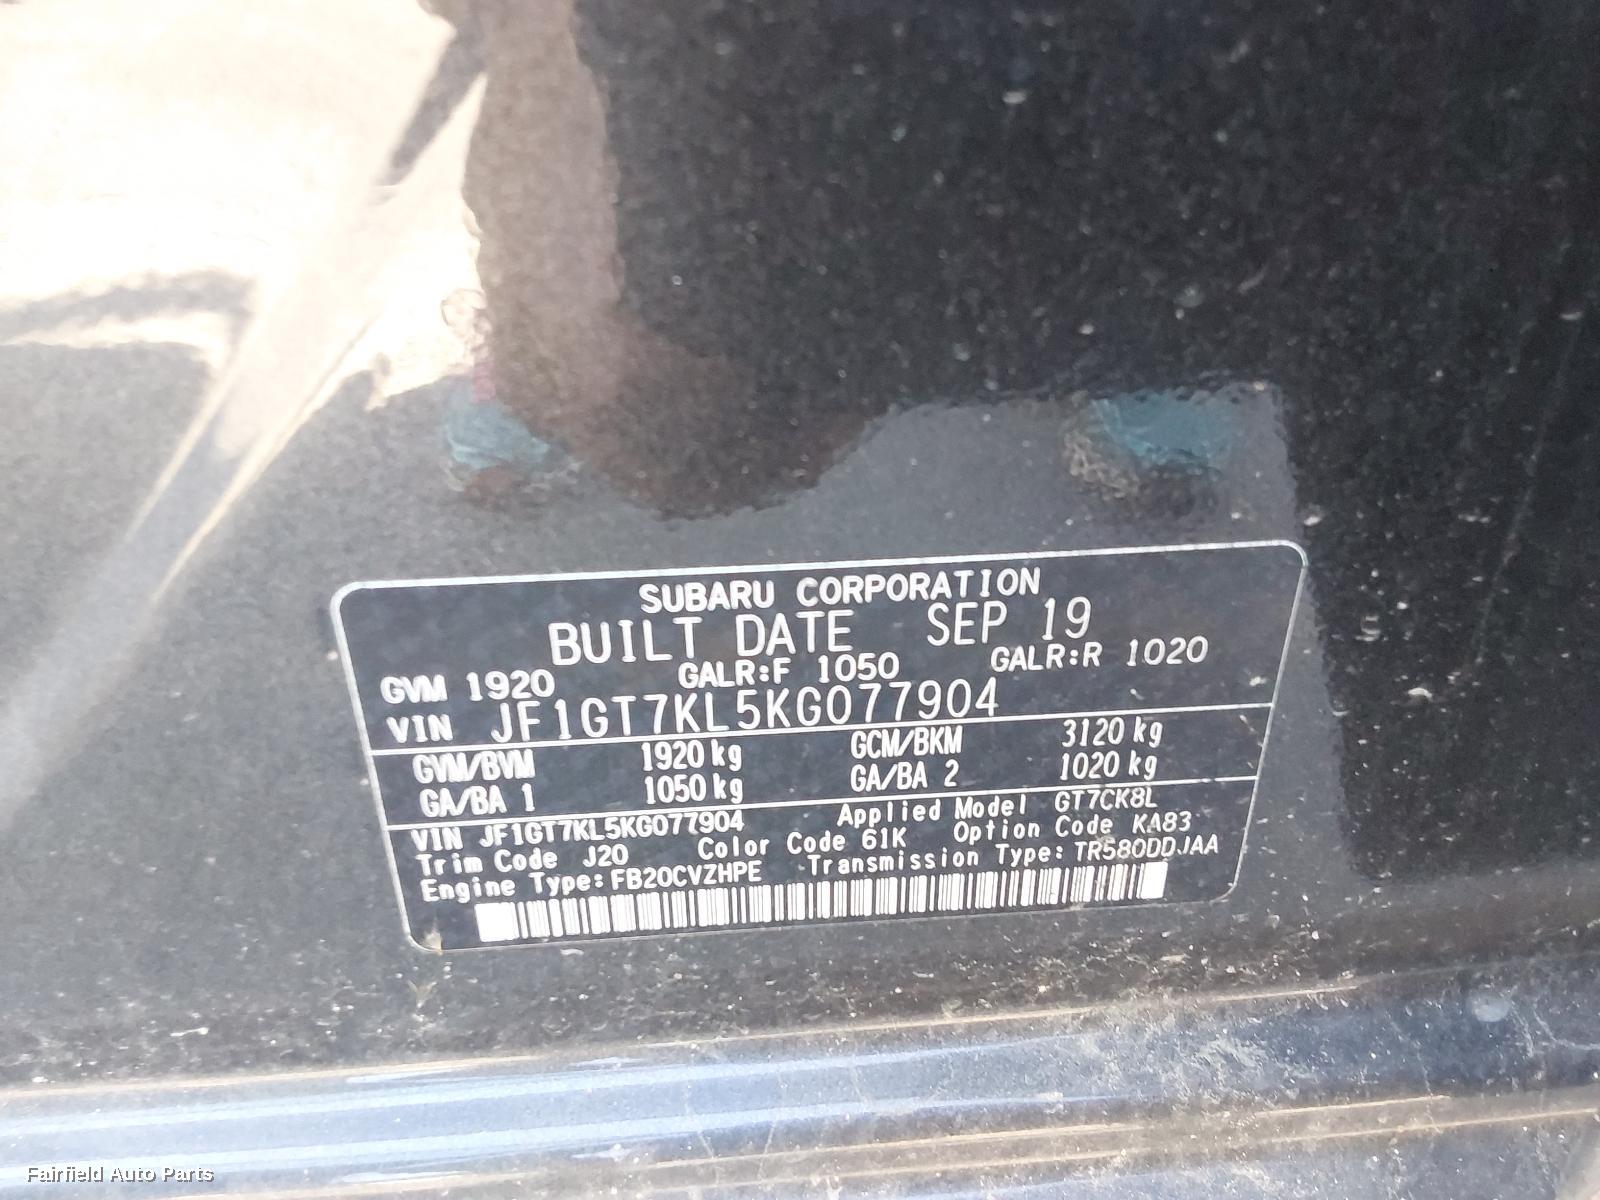 SUBARU CORPORATION
BUILT DATE SEP 19
GVM 1920 GALR:F 1050 GALR:R 1020
VIN JF1GT7KL5KG077904
GVM/BVM 1920 kg GCM/BKM 3120 kg
GA/BA 1 1050 kg GA/BA 2 1020 kg
VIN JF1GT7KL5KG077904 Applied Model GT7CK8L
Trim Code J20 Color Code 61K Option Code KA83
Engine Type: FB20CVZHPE Transmission Type: TR580DDJAA
Fairfield Auto Parts